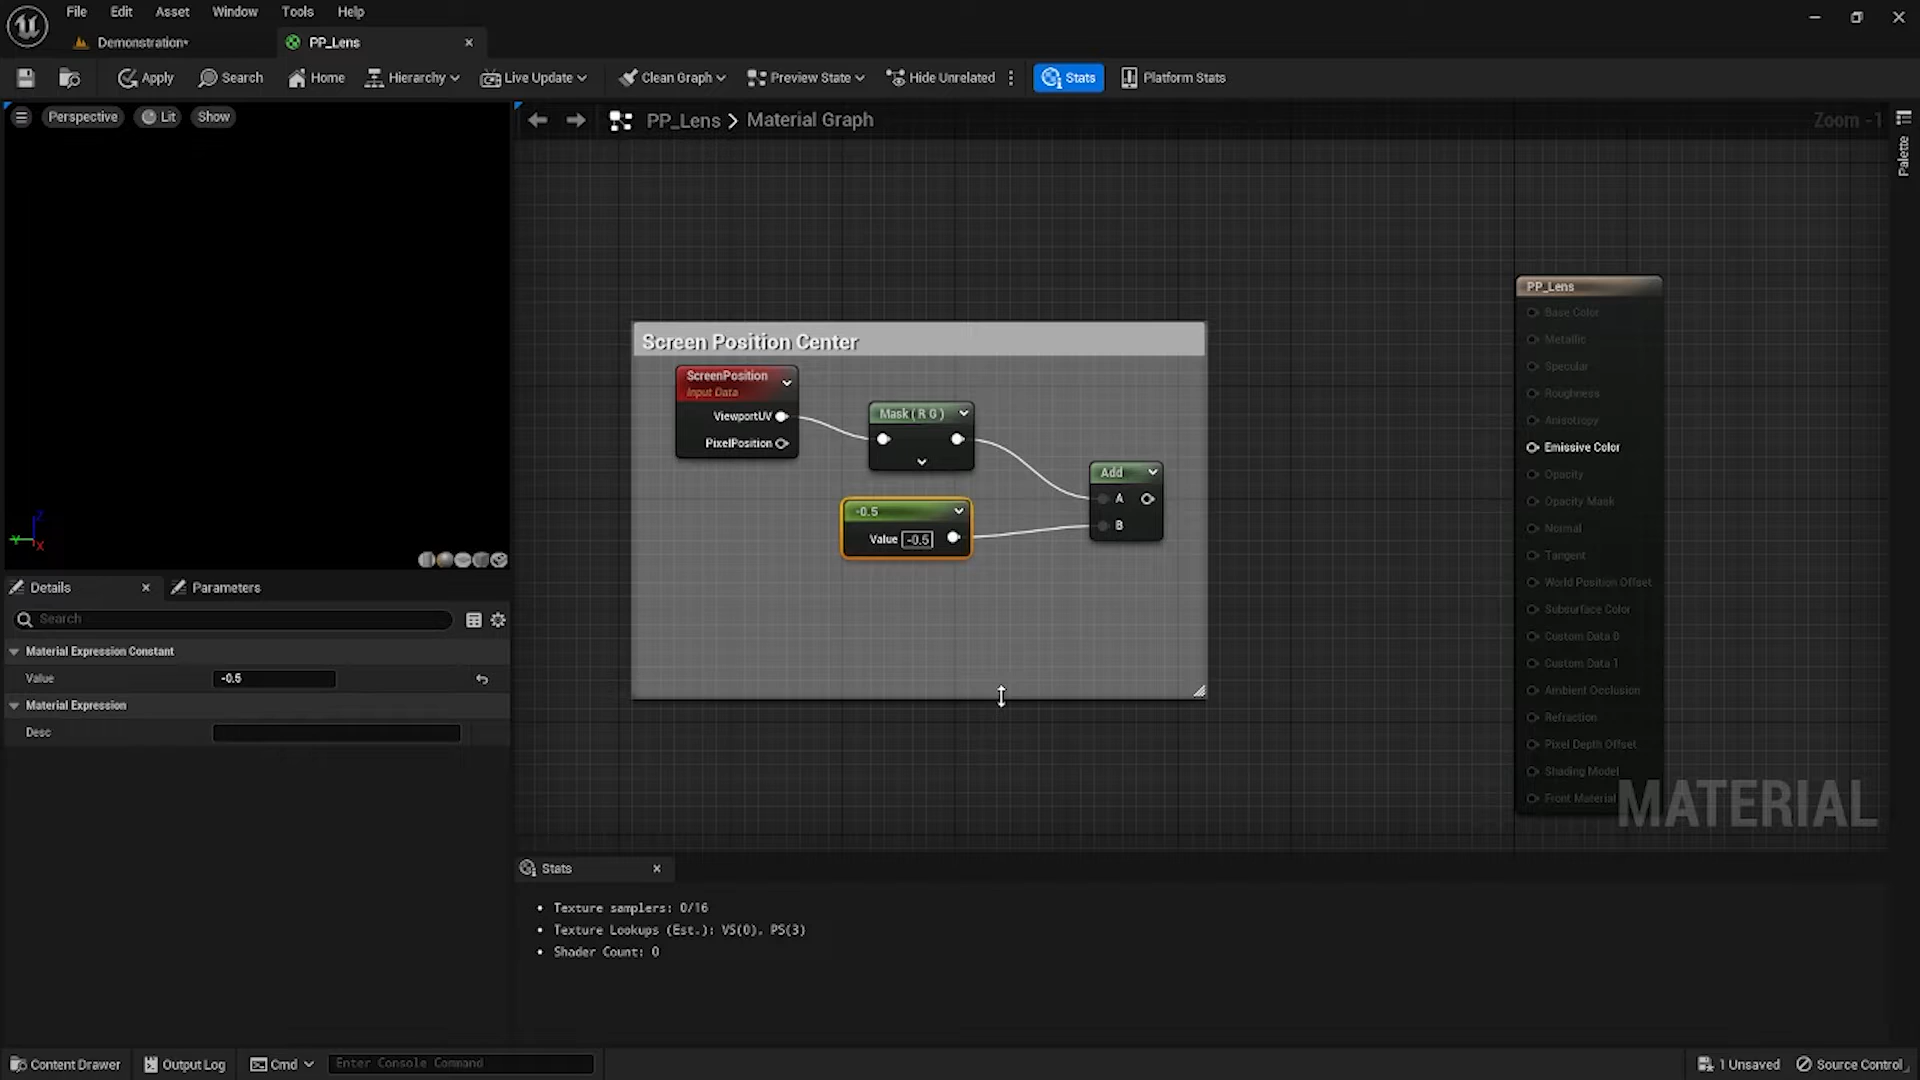 File Edit Asset Window Tools Help
Demonstration*
PP_Lens
Apply Search Home Hierarchy Live Update Clean Graph Preview State Hide Unrelated Stats Platform Stats
Perspective Lit Show
PP_Lens > Material Graph
Zoom -1
Palette
Screen Position Center
ScreenPosition
Input Data
ViewportUV
PixelPosition
Mask ( R G )
-0.5
Value -0.5
Add
A
B
PP_Lens
Base Color
Metallic
Specular
Roughness
Anisotropy
Emissive Color
Opacity
Opacity Mask
Normal
Tangent
World Position Offset
Subsurface Color
Custom Data 0
Custom Data 1
Ambient Occlusion
Refraction
Pixel Depth Offset
Shading Model
Front Material
MATERIAL
Z
Y
X
Details
Parameters
Search
Material Expression Constant
Value -0.5
Material Expression
Desc
Stats
• Texture samplers: 0/16
• Texture Lookups (Est.): VS(0), PS(3)
• Shader Count: 0
Content Drawer Output Log Cmd Enter Console Command
1 Unsaved Source Control